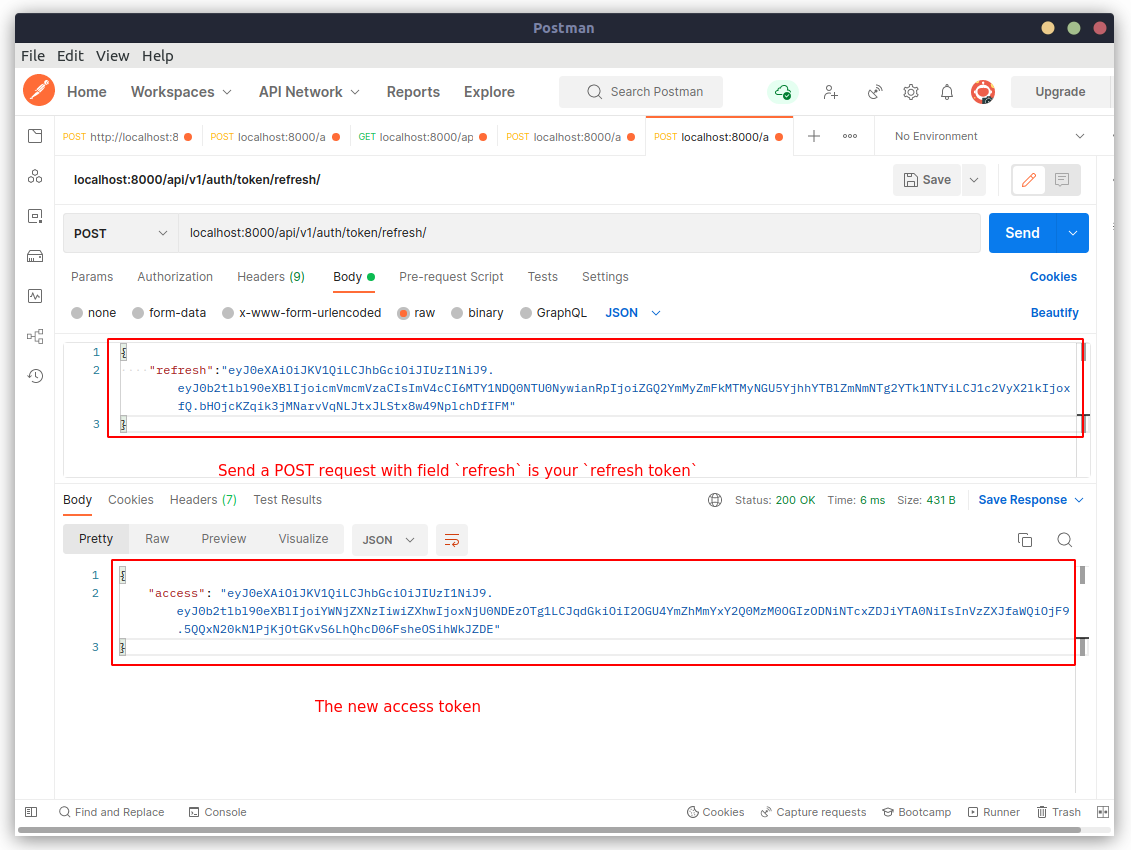 Postman
File Edit View Help
Home Workspaces API Network Reports Explore Search Postman Upgrade
POST http://localhost:8 POST localhost:8000/a GET localhost:8000/ap POST localhost:8000/a POST localhost:8000/a No Environment
localhost:8000/api/v1/auth/token/refresh/ Save
POST localhost:8000/api/v1/auth/token/refresh/ Send
Params Authorization Headers (9) Body Pre-request Script Tests Settings Cookies
none form-data x-www-form-urlencoded raw binary GraphQL JSON Beautify
1 {
2 "refresh":"eyJ0eXAiOiJKV1QiLCJhbGciOiJIUzI1NiJ9.
eyJ0b2tlbl90eXBlIjoicmVmcmVzaCIsImV4cCI6MTY1NDQ0NTU0NywianRpIjoiZGQ2YmMyZmFkMTMyNGU5YjhhYTBlZmNmNTg2YTk1NTYiLCJ1c2VyX2lkIjox
fQ.bHOjcKZqik3jMNarvVqNLJtxJLStx8w49NplchDfIFM"
3 }
Send a POST request with field `refresh` is your `refresh token`
Body Cookies Headers (7) Test Results Status: 200 OK Time: 6 ms Size: 431 B Save Response
Pretty Raw Preview Visualize JSON
1 {
2 "access": "eyJ0eXAiOiJKV1QiLCJhbGciOiJIUzI1NiJ9.
eyJ0b2tlbl90eXBlIjoiYWNjZXNzIiwiZXhwIjoxNjU0NDEzOTg1LCJqdGkiOiI2OGU4YmZhMmYxY2Q0MzM0OGIzODNiNTcxZDJiYTA0NiIsInVzZXJfaWQiOjF9
.5QQxN20kN1PjKjOtGKvS6LhQhcD06FsheOSihWkJZDE"
3 }
The new access token
Find and Replace Console Cookies Capture requests Bootcamp Runner Trash